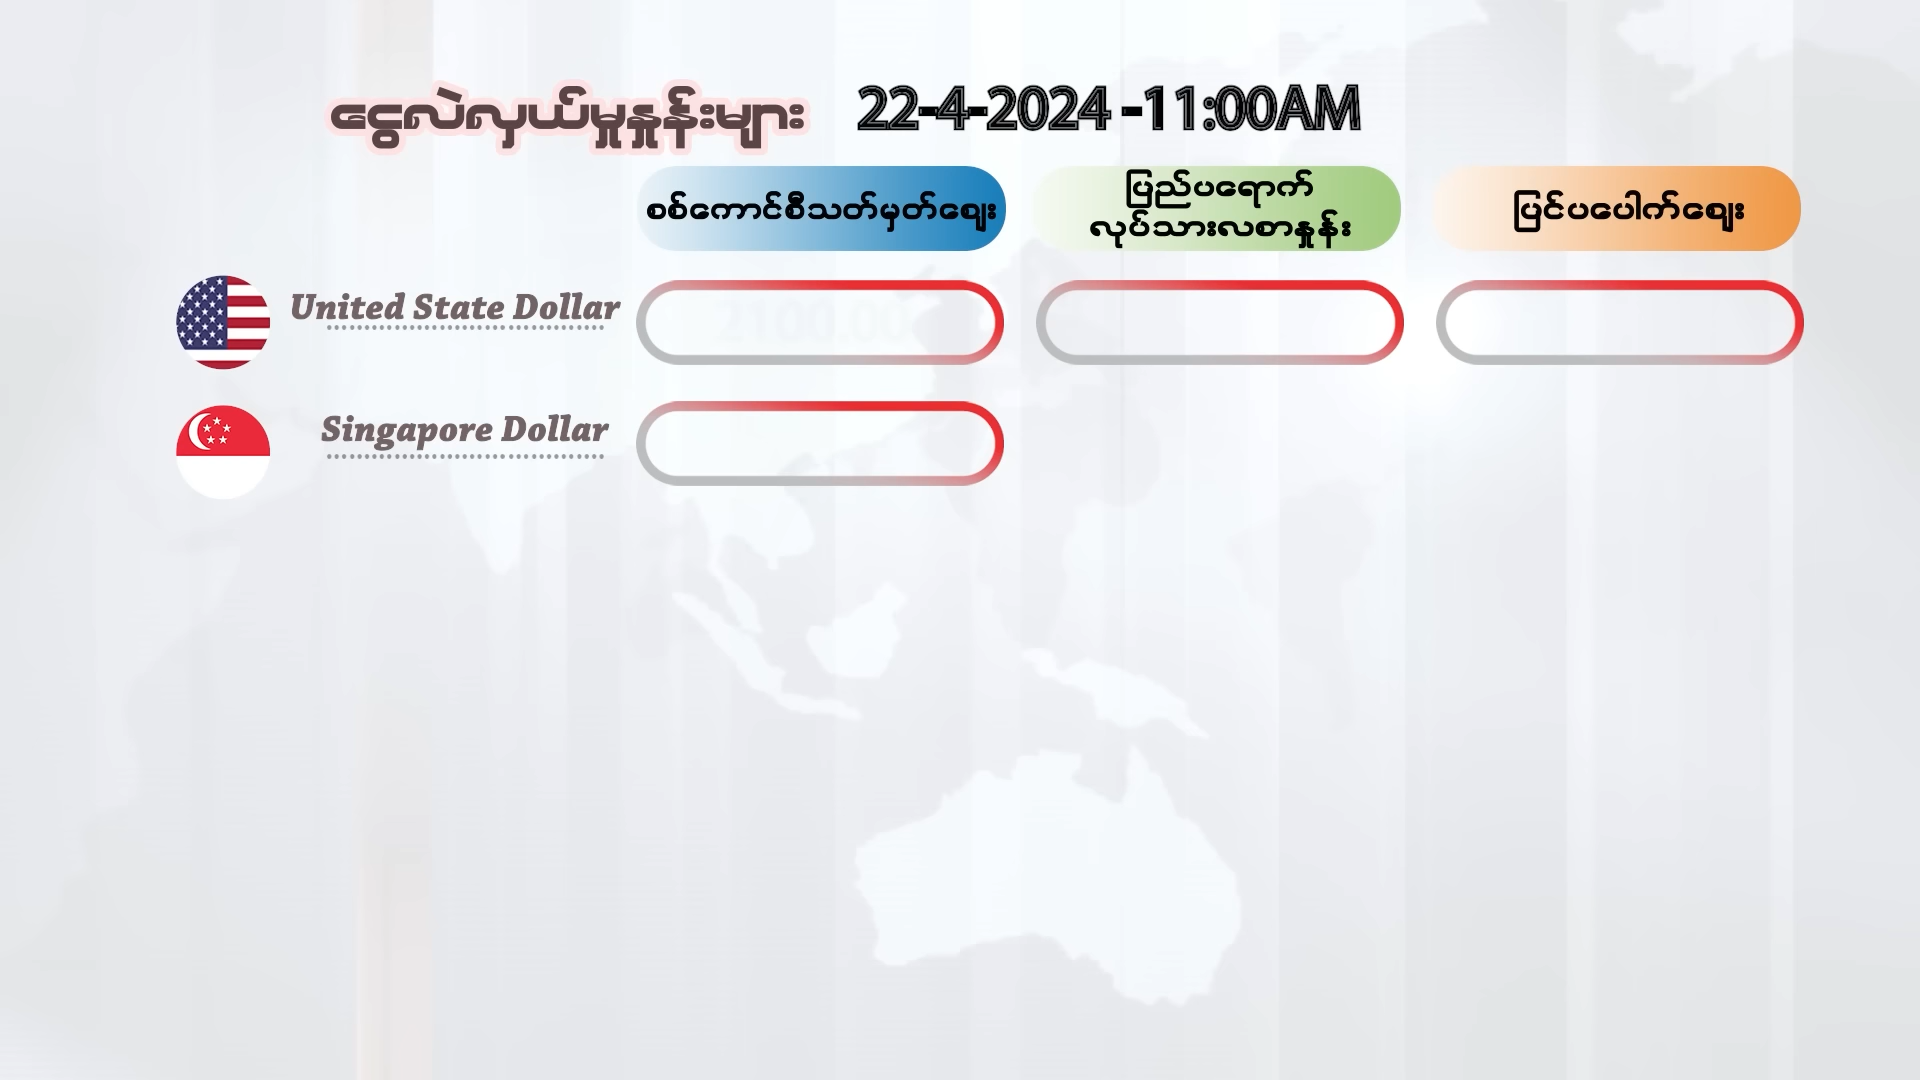 ငွေလဲလှယ်မှုနှုန်းများ 22-4-2024 -11:00AM
စစ်ကောင်စီသတ်မှတ်ဈေး
ပြည်ပရောက်
လုပ်သားလစာနှုန်း
ပြင်ပပေါက်ဈေး
United State Dollar
Singapore Dollar